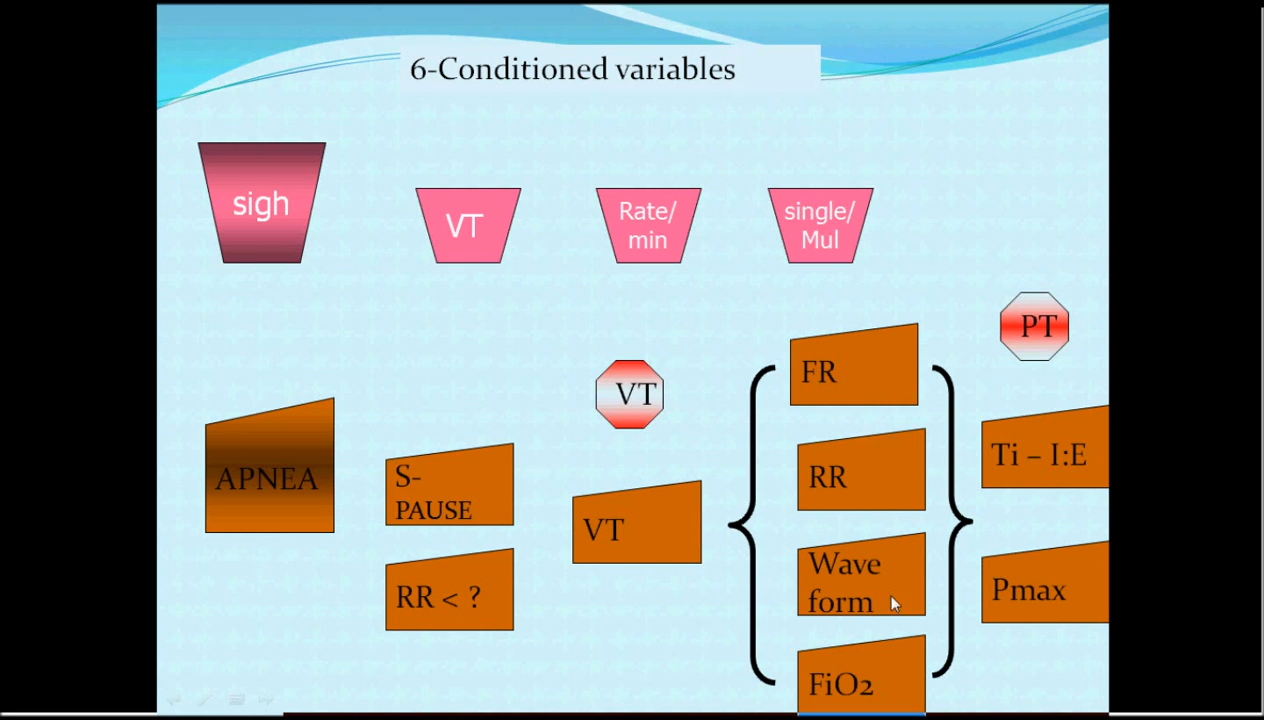 6-Conditioned variables
sigh
VT
Rate/
min
single/
Mul
PT
VT
FR
APNEA
S-
PAUSE
RR < ?
VT
RR
Wave
form
FiO2
Ti – I:E
Pmax